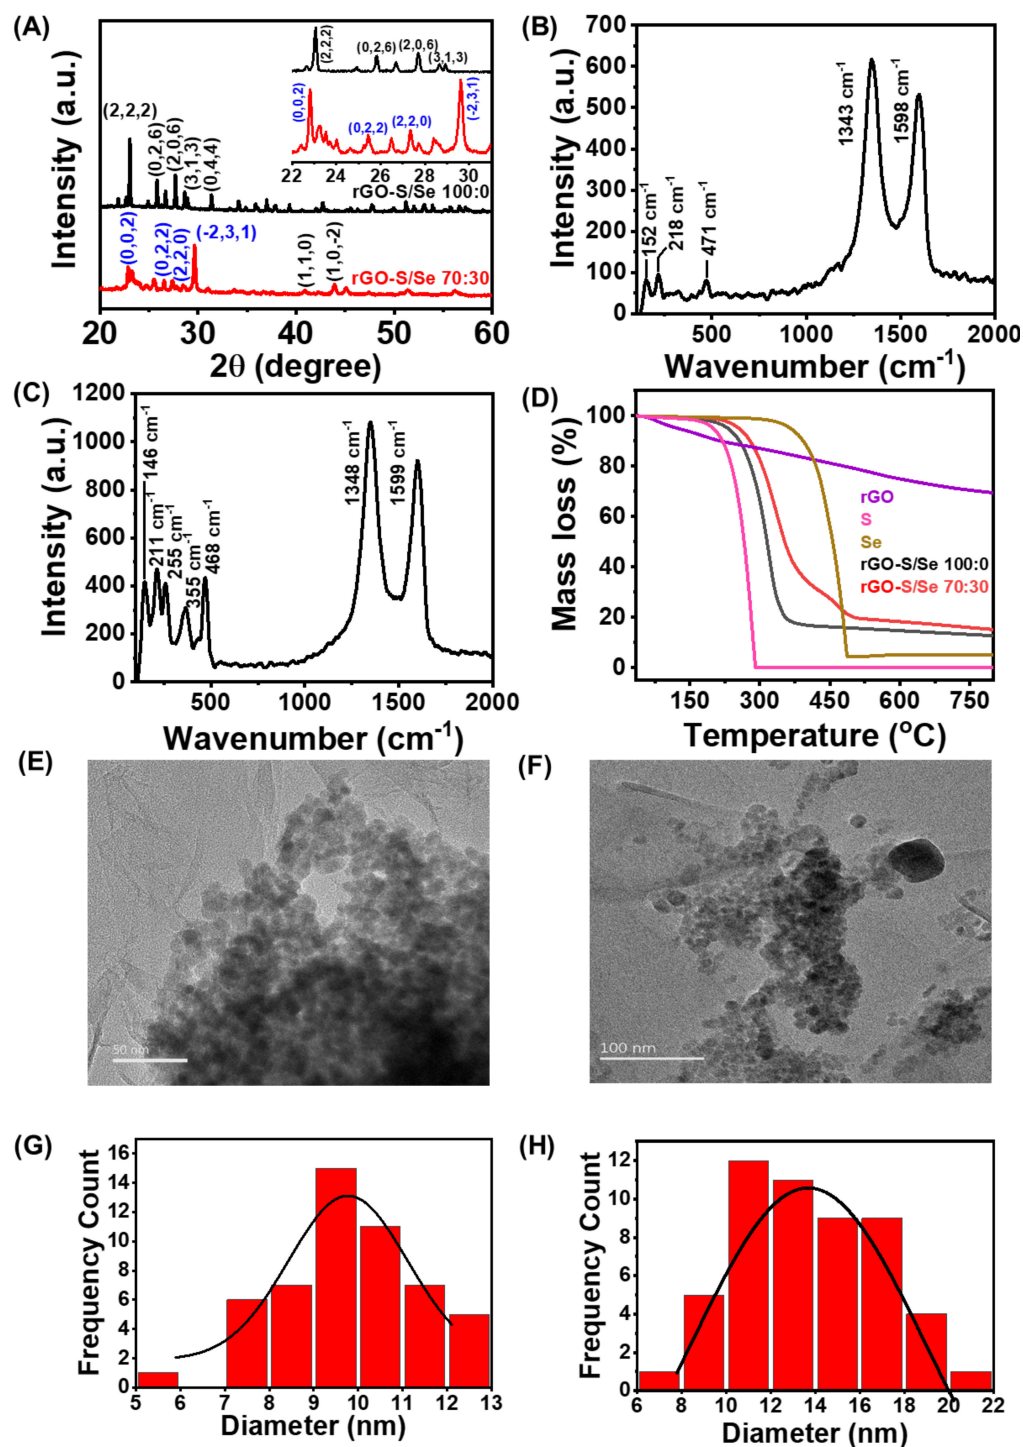 (A)
Intensity (a.u.)
(2,2,2)
(0,2,6)
(2,0,6)
(3,1,3)
(0,4,4)
(0,0,2)
(0,2,2)
(2,2,0)
(-2,3,1)
(1,1,0)
(1,0,-2)
(2,2,2)
(0,2,6)
(2,0,6)
(3,1,3)
(0,0,2)
(0,2,2)
(2,2,0)
(-2,3,1)
22 24 26 28 30
rGO-S/Se 100:0
rGO-S/Se 70:30
20 30 40 50 60
2θ (degree)
(B)
Intensity (a.u.)
700
600
500
400
300
200
100
0
152 cm-1
218 cm-1
471 cm-1
1343 cm-1
1598 cm-1
500 1000 1500 2000
Wavenumber (cm-1)
(C)
Intensity (a.u.)
1200
1000
800
600
400
200
0
146 cm-1
211 cm-1
255 cm-1
355 cm-1
468 cm-1
1348 cm-1
1599 cm-1
500 1000 1500 2000
Wavenumber (cm-1)
(D)
Mass loss (%)
100
80
60
40
20
0
rGO
S
Se
rGO-S/Se 100:0
rGO-S/Se 70:30
150 300 450 600 750
Temperature (oC)
(E)
50 nm
(F)
100 nm
(G)
Frequency Count
16
14
12
10
8
6
4
2
0
5 6 7 8 9 10 11 12 13
Diameter (nm)
(H)
Frequency Count
12
10
8
6
4
2
0
6 8 10 12 14 16 18 20 22
Diameter (nm)